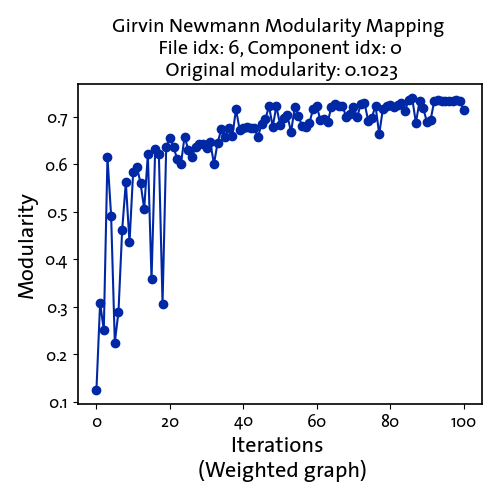 Girvin Newmann Modularity Mapping
File idx: 6, Component idx: 0
Original modularity: 0.1023
Modularity
0.7
0.6
0.5
0.4
0.3
0.2
0.1
0 20 40 60 80 100
Iterations
(Weighted graph)